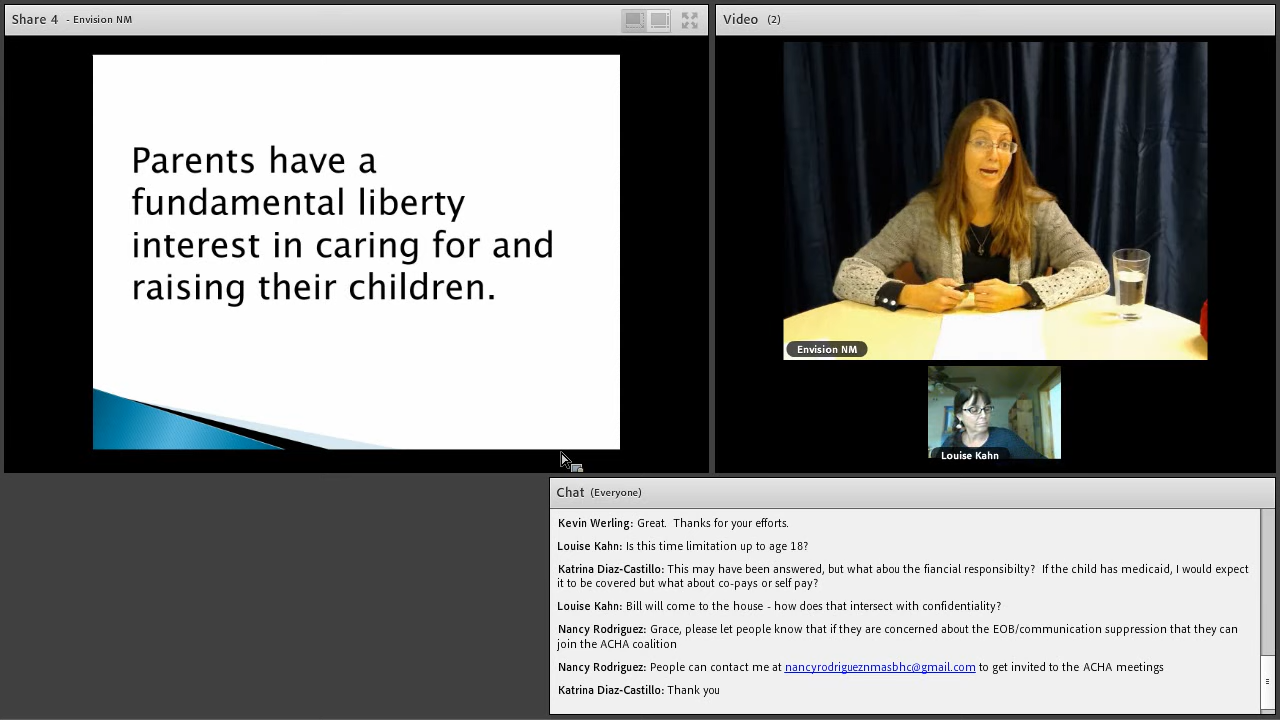 Share 4 - Envision NM
Parents have a
fundamental liberty
interest in caring for and
raising their children.
Video (2)
Envision NM
Louise Kahn
Chat (Everyone)
Kevin Werling: Great. Thanks for your efforts.
Louise Kahn: Is this time limitation up to age 18?
Katrina Diaz-Castillo: This may have been answered, but what abou the fiancial responsibilty? If the child has medicaid, I would expect
it to be covered but what about co-pays or self pay?
Louise Kahn: Bill will come to the house - how does that intersect with confidentiality?
Nancy Rodriguez: Grace, please let people know that if they are concerned about the EOB/communication suppression that they can
join the ACHA coalition
Nancy Rodriguez: People can contact me at nancyrodrigueznmasbhc@gmail.com to get invited to the ACHA meetings
Katrina Diaz-Castillo: Thank you